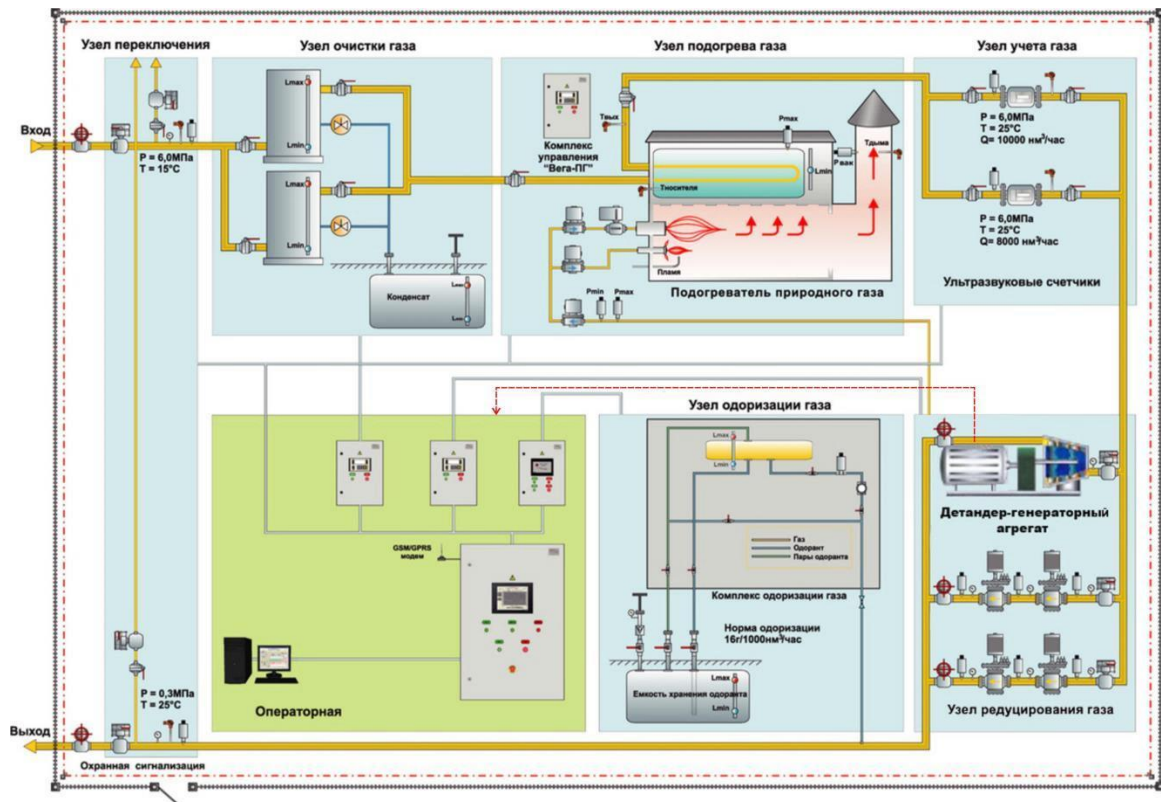 Узел переключения
Узел очистки газа
Узел подогрева газа
Узел учета газа
Вход
P = 6,0МПа
T = 15°C
Lmax
Lmin
Lmax
Lmin
Конденсат
Комплекс
управления
"Вега-ПГ"
Tвых
Pmax
Lmin
Tносителя
Pвак
Tдыма
Пламя
Pmin
Pmax
Подогреватель природного газа
P = 6,0МПа
T = 25°C
Q= 10000 нм³/час
P = 6,0МПа
T = 25°C
Q= 8000 нм³/час
Ультразвуковые счетчики
Узел одоризации газа
Lmax
Lmin
Газ
Одорант
Пары одоранта
Комплекс одоризации газа
Норма одоризации
16г/1000нм³/час
Емкость хранения одоранта
Lmax
Lmin
GSM/GPRS
модем
Операторная
Детандер-генераторный
агрегат
Узел редуцирования газа
P = 0,3МПа
T = 25°C
Выход
Охранная сигнализация